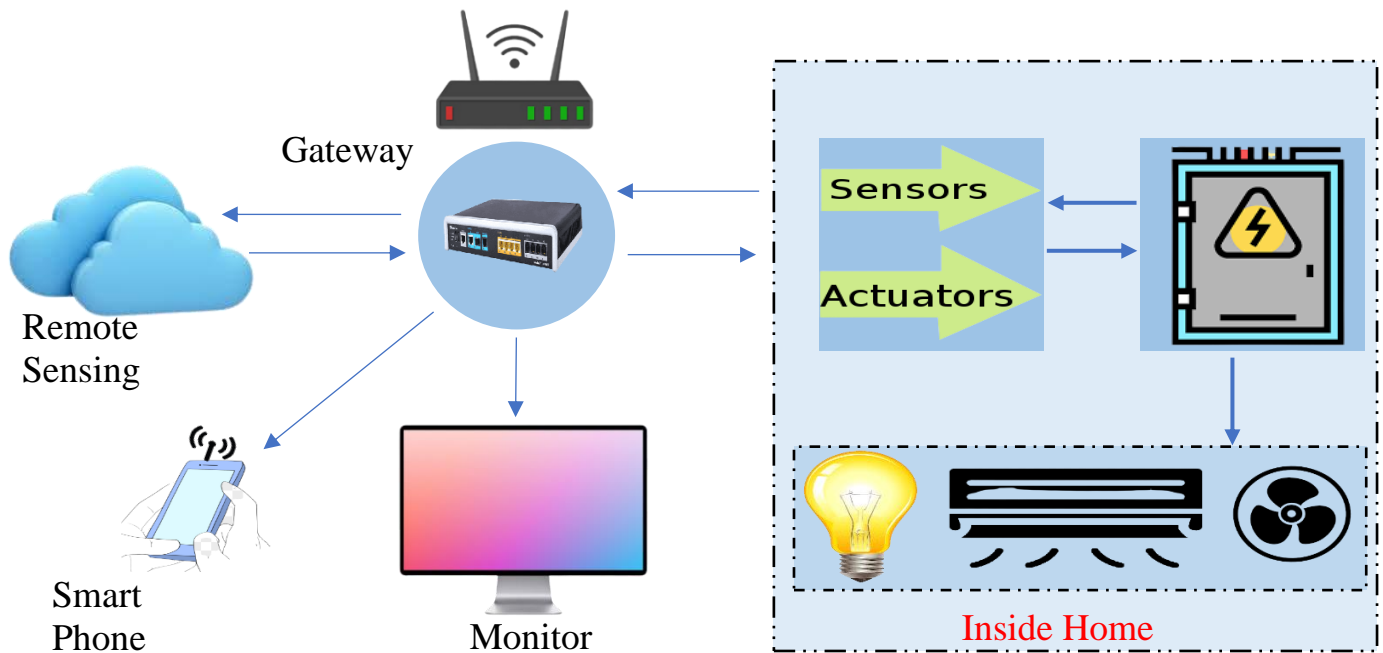 Gateway
Sensors
Actuators
Remote
Sensing
Smart
Phone
Monitor
Inside Home